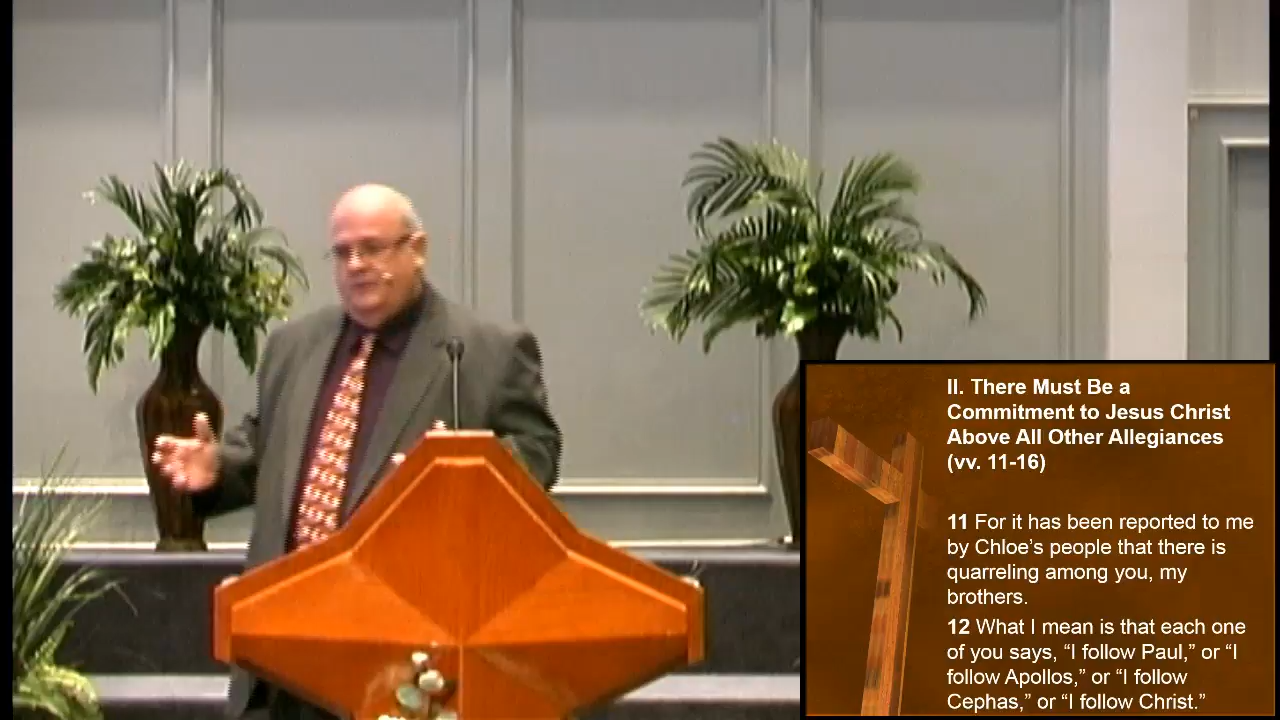 II. There Must Be a
Commitment to Jesus Christ
Above All Other Allegiances
(vv. 11-16)
11 For it has been reported to me
by Chloe’s people that there is
quarreling among you, my
brothers.
12 What I mean is that each one
of you says, “I follow Paul,” or “I
follow Apollos,” or “I follow
Cephas,” or “I follow Christ.”